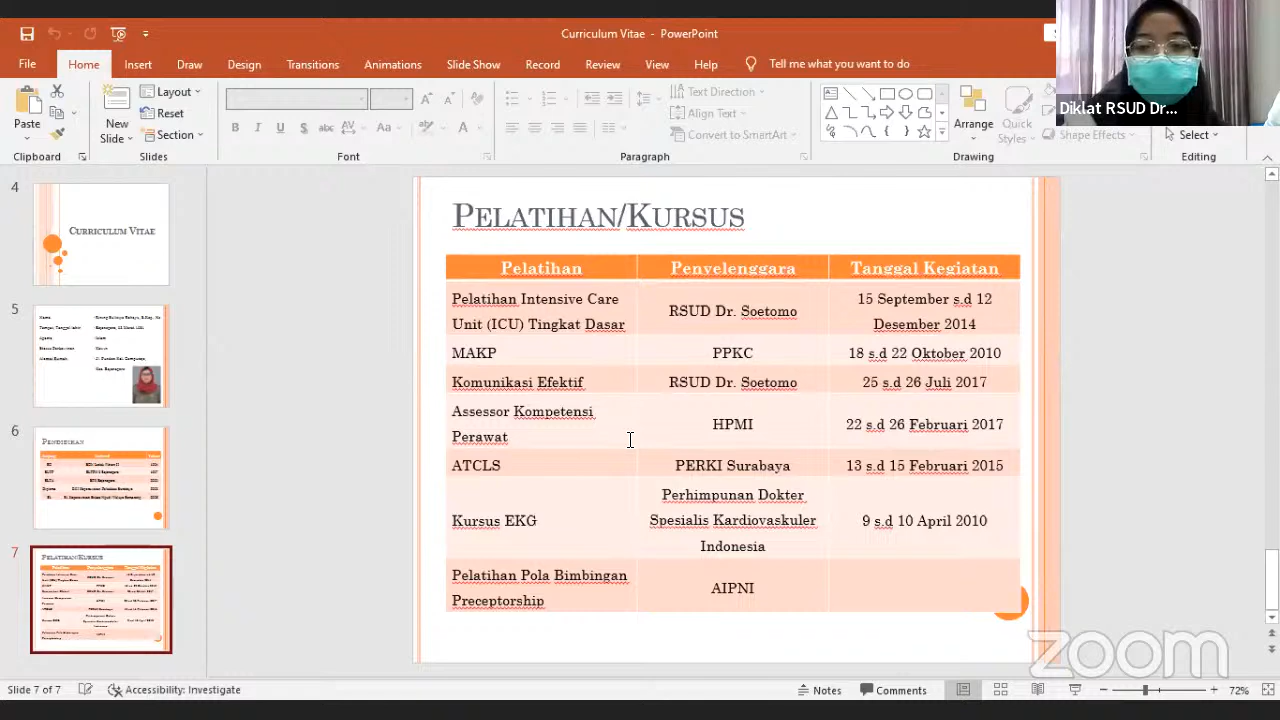 Curriculum Vitae - PowerPoint
File Home Insert Draw Design Transitions Animations Slide Show Record Review View Help Tell me what you want to do
Diklat RSUD Dr...
Paste
New
Slide
Layout
Reset
Section
B I U S abc AV Aa
Text Direction
Align Text
Convert to SmartArt
Arrange
Quick
Styles
Shape Effects
Select
Clipboard Slides Font Paragraph Drawing Editing
4
CURRICULUM VITAE
5
6
PENDIDIKAN
7
PELATIHAN/KURSUS
PELATIHAN/KURSUS
Pelatihan Penyelenggara Tanggal Kegiatan
Pelatihan Intensive Care
Unit (ICU) Tingkat Dasar
RSUD Dr. Soetomo
15 September s.d 12
Desember 2014
MAKP PPKC 18 s.d 22 Oktober 2010
Komunikasi Efektif RSUD Dr. Soetomo 25 s.d 26 Juli 2017
Assessor Kompetensi
Perawat
HPMI
22 s.d 26 Februari 2017
ATCLS PERKI Surabaya 13 s.d 15 Februari 2015
Kursus EKG
Perhimpunan Dokter
Spesialis Kardiovaskuler
Indonesia
9 s.d 10 April 2010
Pelatihan Pola Bimbingan
Preceptorship
AIPNI
zoom
Slide 7 of 7 Accessibility: Investigate Notes Comments 72%